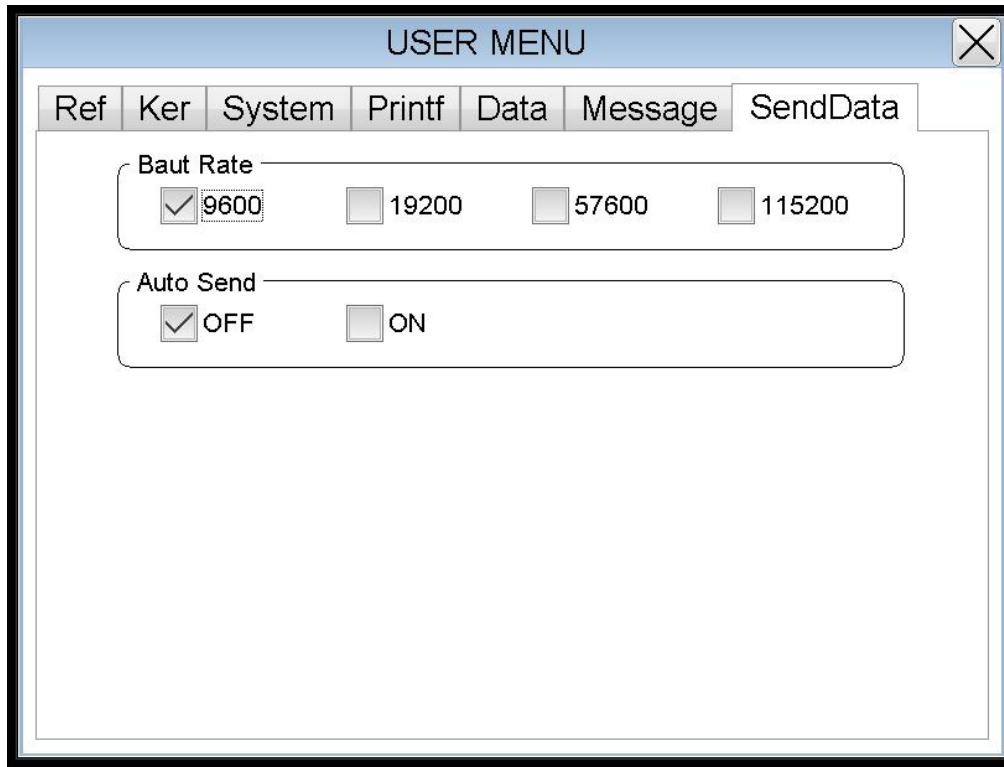 USER MENU
Ref Ker System Printf Data Message SendData
Baut Rate
9600 19200 57600 115200
Auto Send
OFF ON